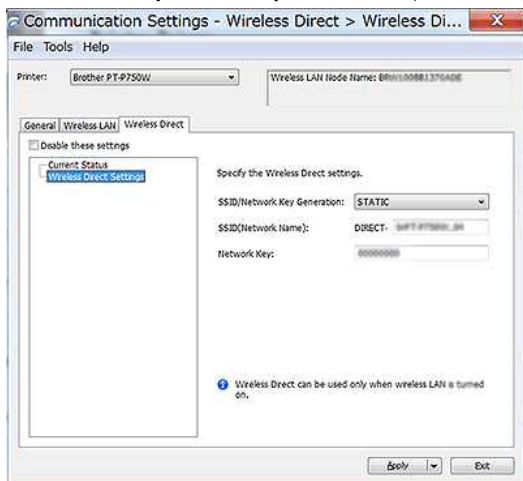 Communication Settings - Wireless Direct > Wireless Di...
File Tools Help
Printer: Brother PT-P750W Wireless LAN Node Name:
General Wireless LAN Wireless Direct
Disable these settings
Current Status
Wireless Direct Settings
Specify the Wireless Direct settings.
SSID/Network Key Generation: STATIC
SSID(Network Name): DIRECT-
Network Key:
Wireless Direct can be used only when wireless LAN is turned
on.
Apply Exit